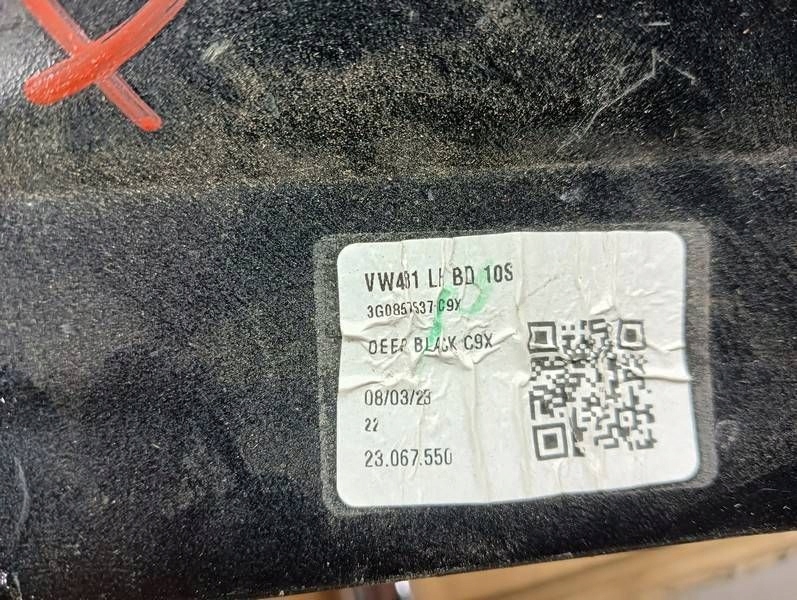 VW481 LH BD 10S
3G0857537 C9X
DEEP BLACK C9X
08/03/23
22
23.067.550